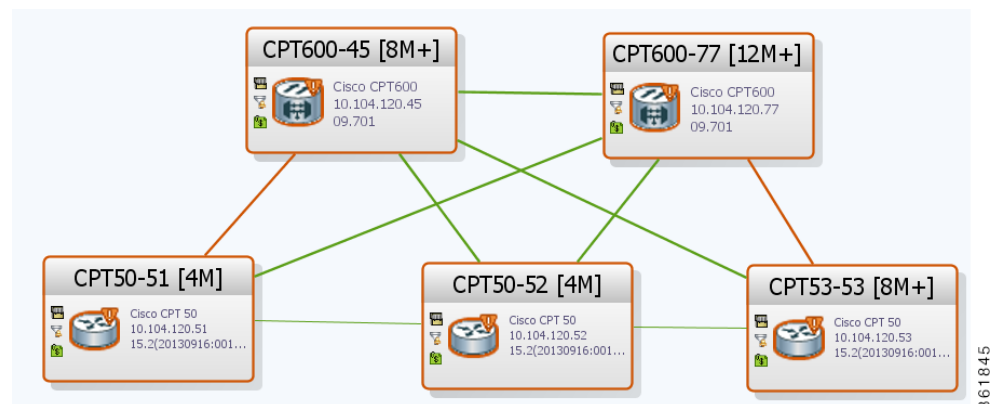 CPT600-45 [8M+]
Cisco CPT600
10.104.120.45
09.701
CPT600-77 [12M+]
Cisco CPT600
10.104.120.77
09.701
CPT50-51 [4M]
Cisco CPT 50
10.104.120.51
15.2(20130916:001...
CPT50-52 [4M]
Cisco CPT 50
10.104.120.52
15.2(20130916:001...
CPT53-53 [8M+]
Cisco CPT 50
10.104.120.53
15.2(20130916:001...
361845